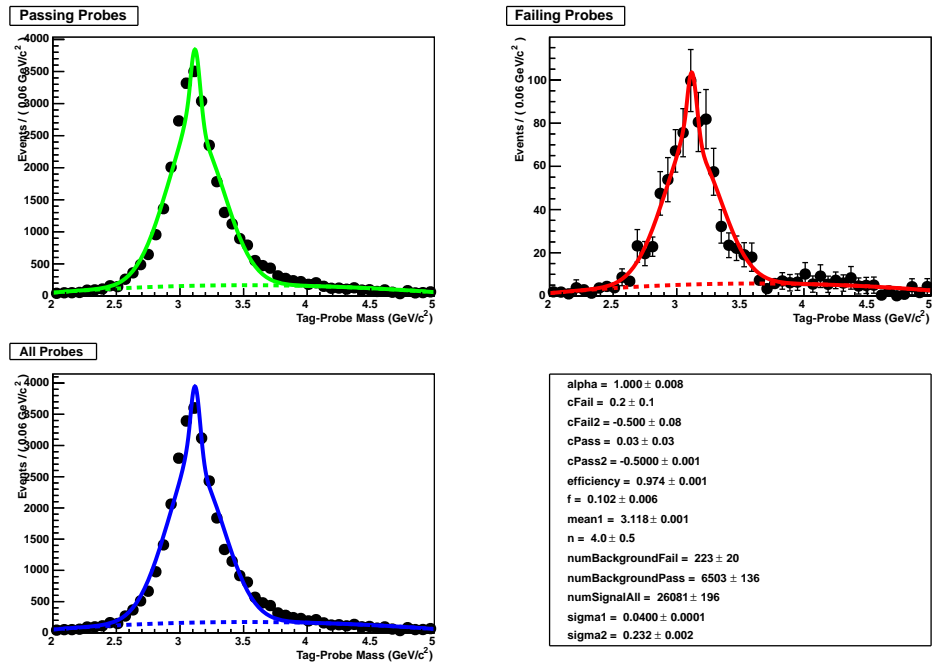 Passing Probes
Events / ( 0.06 GeV/c² )
4000
3500
3000
2500
2000
1500
1000
500
0
2 2.5 3 3.5 4 4.5 5
Tag-Probe Mass (GeV/c²)
Failing Probes
Events / ( 0.06 GeV/c² )
100
80
60
40
20
0
2 2.5 3 3.5 4 4.5 5
Tag-Probe Mass (GeV/c²)
All Probes
Events / ( 0.06 GeV/c² )
4000
3500
3000
2500
2000
1500
1000
500
0
2 2.5 3 3.5 4 4.5 5
Tag-Probe Mass (GeV/c²)
alpha = 1.000 ± 0.008
cFail = 0.2 ± 0.1
cFail2 = -0.500 ± 0.08
cPass = 0.03 ± 0.03
cPass2 = -0.5000 ± 0.001
efficiency = 0.974 ± 0.001
f = 0.102 ± 0.006
mean1 = 3.118 ± 0.001
n = 4.0 ± 0.5
numBackgroundFail = 223 ± 20
numBackgroundPass = 6503 ± 136
numSignalAll = 26081 ± 196
sigma1 = 0.0400 ± 0.0001
sigma2 = 0.232 ± 0.002